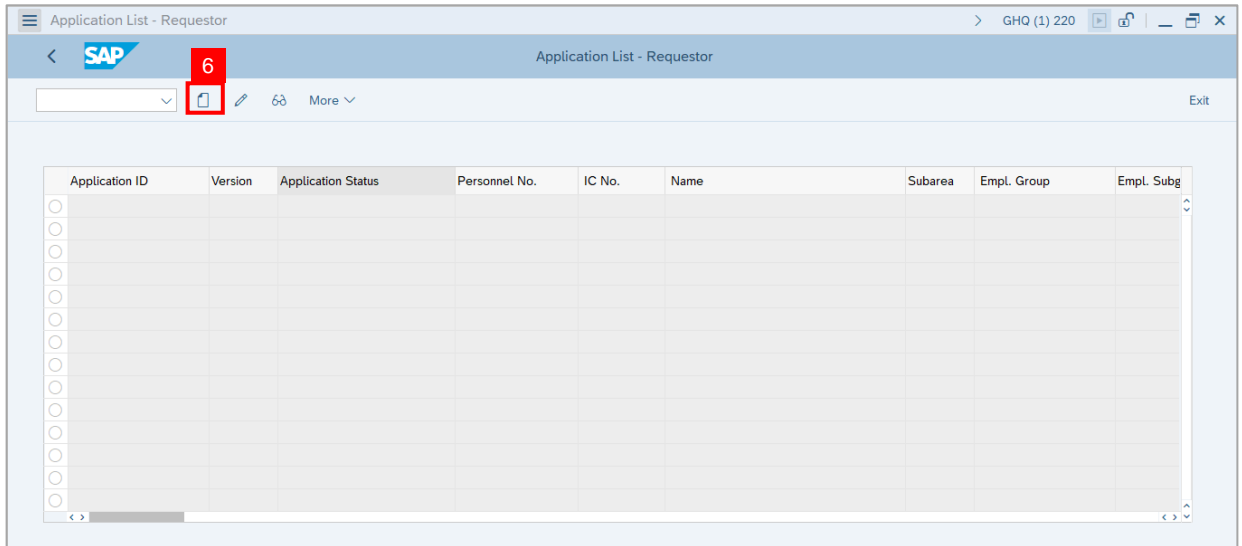 Application List - Requestor GHQ (1) 220
SAP Application List - Requestor
6
More Exit
Application ID Version Application Status Personnel No. IC No. Name Subarea Empl. Group Empl. Subg